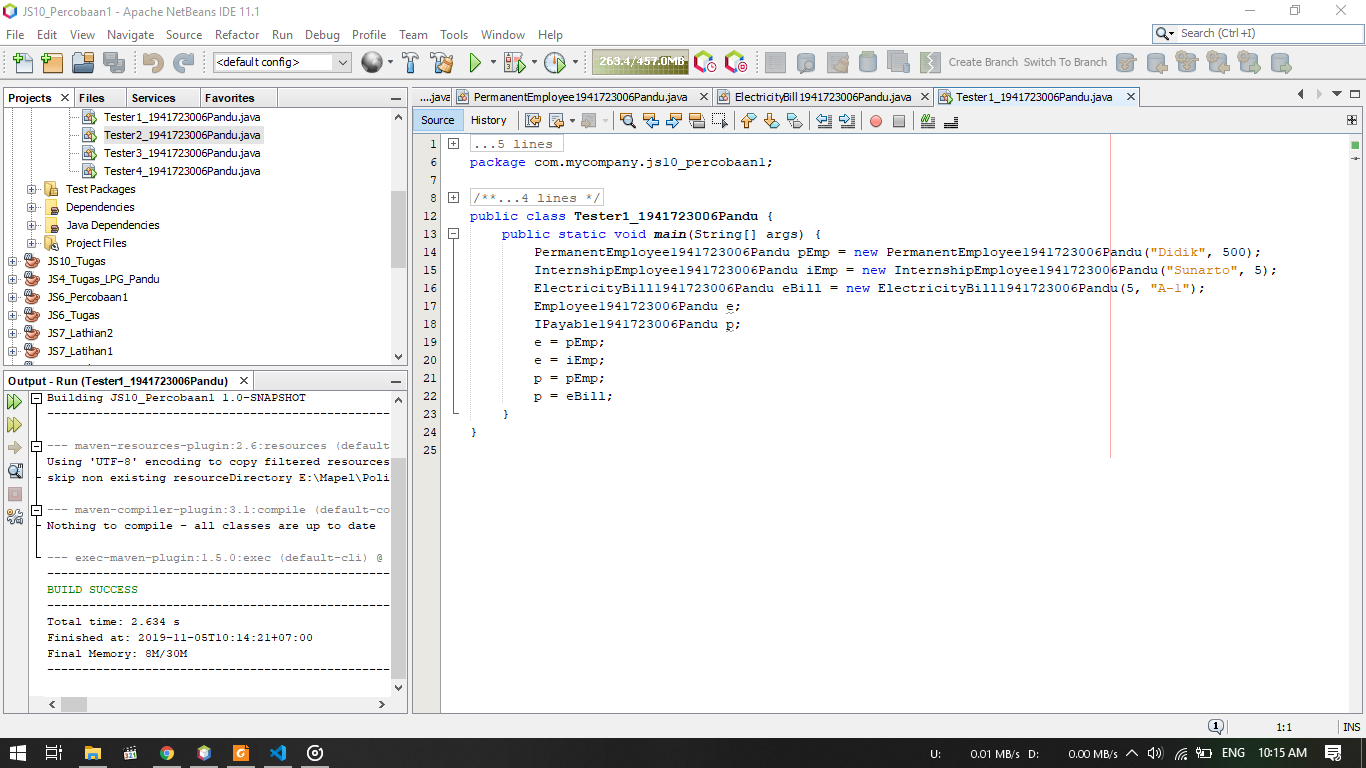 JS10_Percobaan1 - Apache NetBeans IDE 11.1
File Edit View Navigate Source Refactor Run Debug Profile Team Tools Window Help
Search (Ctrl+I)
<default config>
263.4/457.0MB
Create Branch Switch To Branch
Projects Files Services Favorites
Tester1_1941723006Pandu.java
Tester2_1941723006Pandu.java
Tester3_1941723006Pandu.java
Tester4_1941723006Pandu.java
Test Packages
Dependencies
Java Dependencies
Project Files
JS10_Tugas
JS4_Tugas_LPG_Pandu
JS6_Percobaan1
JS6_Tugas
JS7_Lathian2
JS7_Latihan1
Output - Run (Tester1_1941723006Pandu)
Building JS10_Percobaan1 1.0-SNAPSHOT
------------------------------------------------
--- maven-resources-plugin:2.6:resources (default
Using 'UTF-8' encoding to copy filtered resources
skip non existing resourceDirectory E:\Mapel\Poli
--- maven-compiler-plugin:3.1:compile (default-co
Nothing to compile - all classes are up to date
--- exec-maven-plugin:1.5.0:exec (default-cli) @
------------------------------------------------
BUILD SUCCESS
------------------------------------------------
Total time: 2.634 s
Finished at: 2019-11-05T10:14:21+07:00
Final Memory: 8M/30M
------------------------------------------------
....java PermanentEmployee1941723006Pandu.java ElectricityBill1941723006Pandu.java Tester1_1941723006Pandu.java
Source History
1 ...5 lines
6 package com.mycompany.js10_percobaan1;
7
8 /**...4 lines */
12 public class Tester1_1941723006Pandu {
13 public static void main(String[] args) {
14 PermanentEmployee1941723006Pandu pEmp = new PermanentEmployee1941723006Pandu("Didik", 500);
15 InternshipEmployee1941723006Pandu iEmp = new InternshipEmployee1941723006Pandu("Sunarto", 5);
16 ElectricityBill1941723006Pandu eBill = new ElectricityBill1941723006Pandu(5, "A-1");
17 Employee1941723006Pandu e;
18 IPayable1941723006Pandu p;
19 e = pEmp;
20 e = iEmp;
21 p = pEmp;
22 p = eBill;
23 }
24 }
25
1 1:1 INS
U: 0.01 MB/s D: 0.00 MB/s ENG 10:15 AM